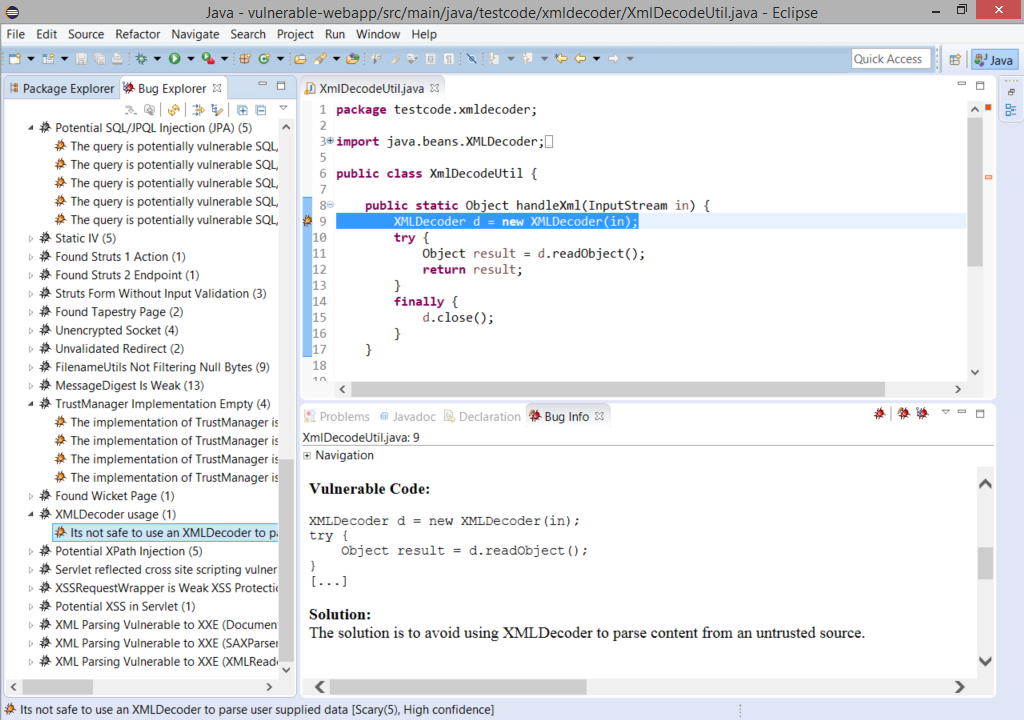 Java - vulnerable-webapp/src/main/java/testcode/xmldecoder/XmlDecodeUtil.java - Eclipse
File Edit Source Refactor Navigate Search Project Run Window Help
Quick Access
Java
Package Explorer
Bug Explorer
Potential SQL/JPQL Injection (JPA) (5)
The query is potentially vulnerable SQL,
The query is potentially vulnerable SQL,
The query is potentially vulnerable SQL,
The query is potentially vulnerable SQL,
The query is potentially vulnerable SQL,
Static IV (5)
Found Struts 1 Action (1)
Found Struts 2 Endpoint (1)
Struts Form Without Input Validation (3)
Found Tapestry Page (2)
Unencrypted Socket (4)
Unvalidated Redirect (2)
FilenameUtils Not Filtering Null Bytes (9)
MessageDigest Is Weak (13)
TrustManager Implementation Empty (4)
The implementation of TrustManager is
The implementation of TrustManager is
The implementation of TrustManager is
The implementation of TrustManager is
Found Wicket Page (1)
XMLDecoder usage (1)
Its not safe to use an XMLDecoder to pa
Potential XPath Injection (5)
Servlet reflected cross site scripting vulner
XSSRequestWrapper is Weak XSS Protectio
Potential XSS in Servlet (1)
XML Parsing Vulnerable to XXE (Documen
XML Parsing Vulnerable to XXE (SAXParser
XML Parsing Vulnerable to XXE (XMLReade
XmlDecodeUtil.java
1 package testcode.xmldecoder;
2
3 import java.beans.XMLDecoder;
5
6 public class XmlDecodeUtil {
7
8 public static Object handleXml(InputStream in) {
9 XMLDecoder d = new XMLDecoder(in);
10 try {
11 Object result = d.readObject();
12 return result;
13 }
14 finally {
15 d.close();
16 }
17 }
18
19
Problems
Javadoc
Declaration
Bug Info
XmlDecodeUtil.java: 9
Navigation
Vulnerable Code:
XMLDecoder d = new XMLDecoder(in);
try {
Object result = d.readObject();
}
[...]
Solution:
The solution is to avoid using XMLDecoder to parse content from an untrusted source.
Its not safe to use an XMLDecoder to parse user supplied data [Scary(5), High confidence]